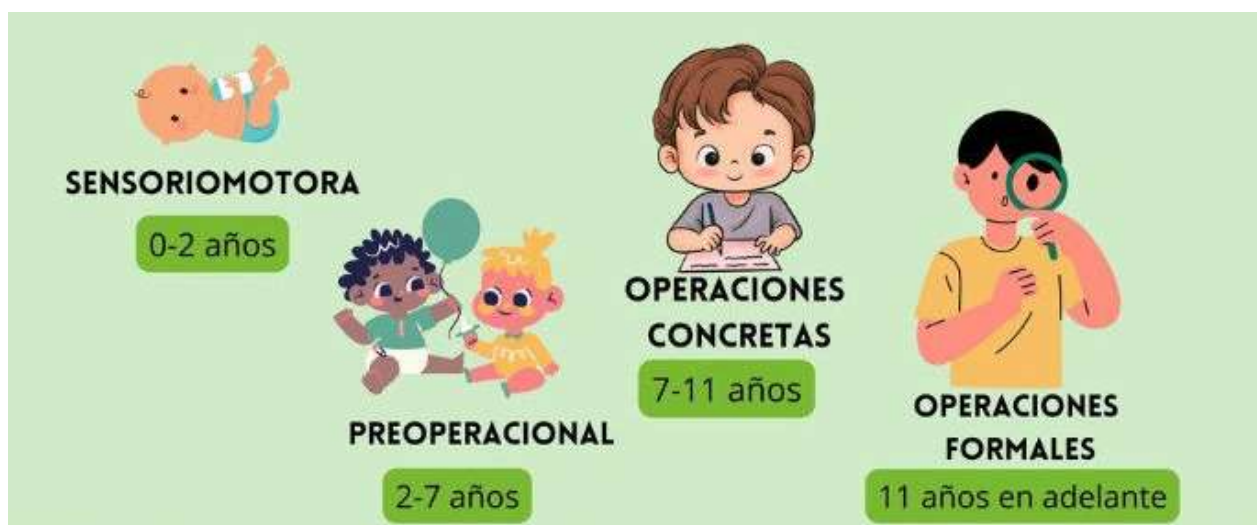 SENSORIOMOTORA
0-2 años
PREOPERACIONAL
2-7 años
OPERACIONES
CONCRETAS
7-11 años
OPERACIONES
FORMALES
11 años en adelante